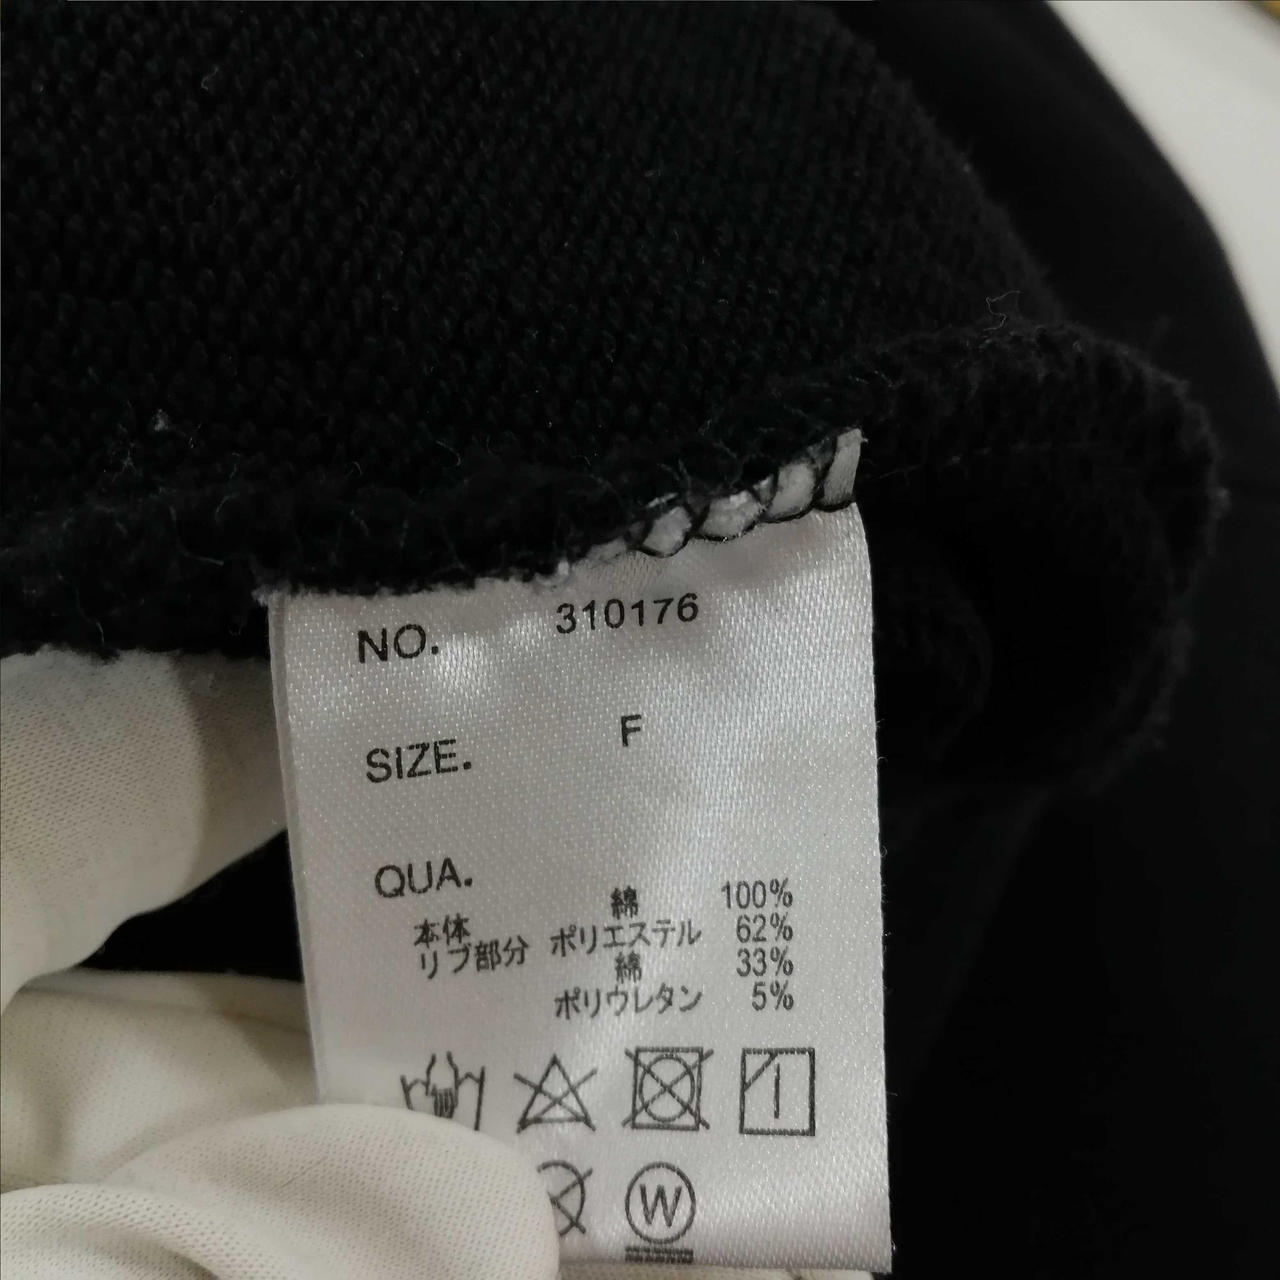 NO. 310176
SIZE. F
QUA.
本体 綿 100%
リブ部分 ポリエステル 62%
綿 33%
ポリウレタン 5%
W